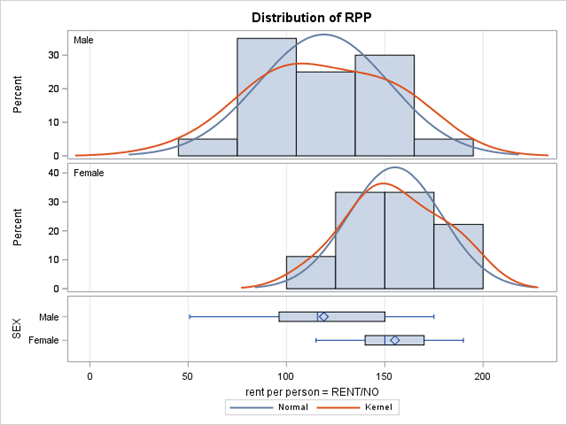 Distribution of RPP
Male
Percent
30
20
10
0
Female
Percent
40
30
20
10
0
SEX
Male
Female
0 50 100 150 200
rent per person = RENT/NO
Normal Kernel